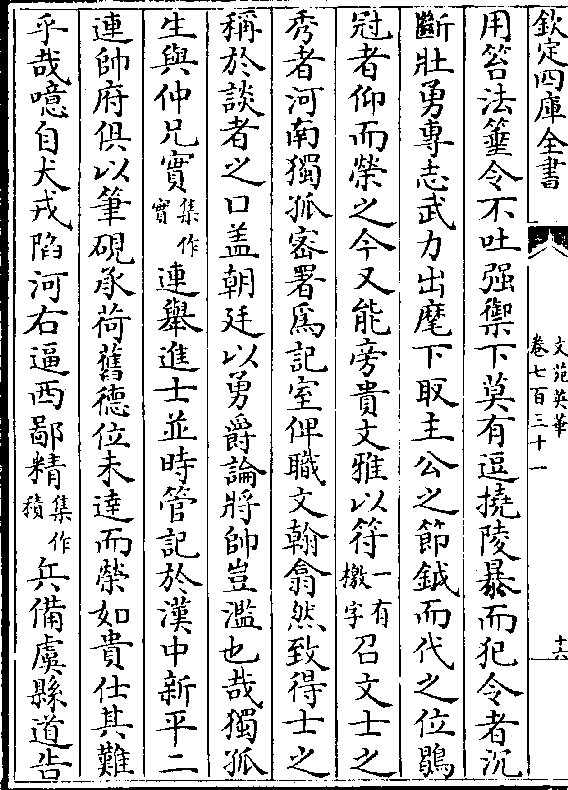 欽定四庫全書
文苑英華
卷七百三十一
十六
用笞法箠令不吐强禦下莫有逗撓陵暴而犯令者沉
斷壯勇專志武力出麾下取主公之節鉞而代之位鶡
冠者仰而榮之今又能旁貴文雅以符一有檄字召文士之
秀者河南獨孤密署爲記室俾職文翰翕然致得士之
稱於談者之口盖朝廷以勇爵論將帥豈濫也哉獨孤
生與仲兄實集作寳連舉進士並時管記於漢中新平二
連帥府俱以筆硯承荷舊德位未達而榮如貴仕其難
乎哉噫自犬戎陷河右逼西鄙精集作積兵備虞縣道告